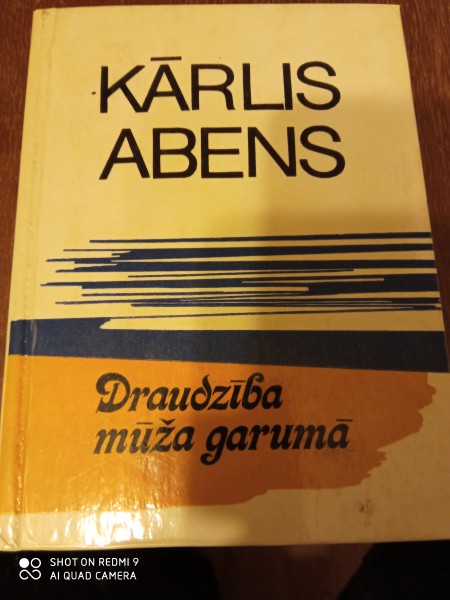 KĀRLIS
ABENS
Draudzība
mūža garumā
SHOT ON REDMI 9
AI QUAD CAMERA